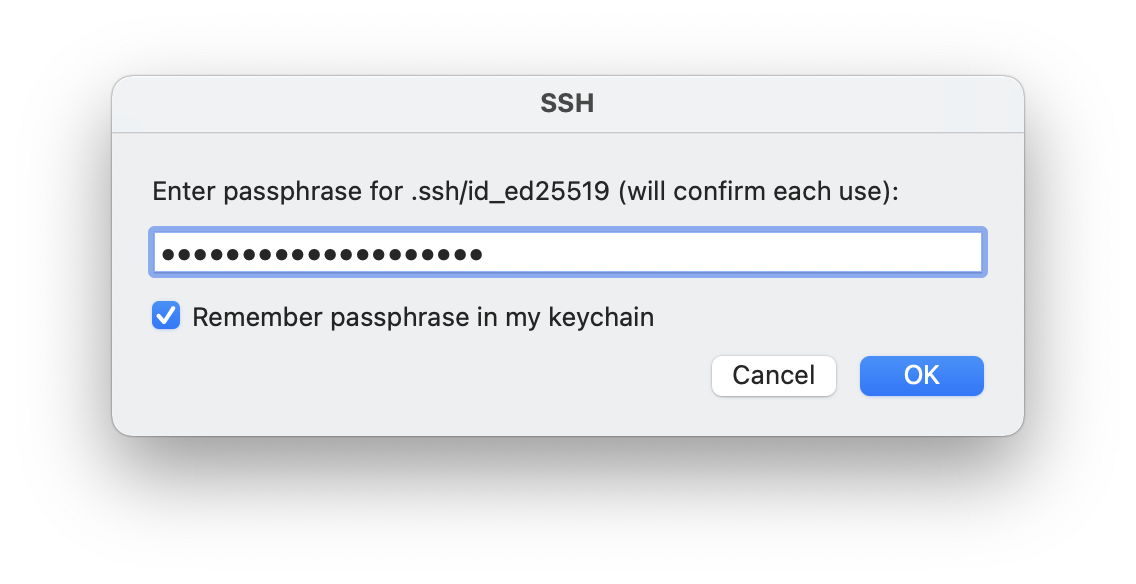 SSH
Enter passphrase for .ssh/id_ed25519 (will confirm each use):
••••••••••••••••••••
Remember passphrase in my keychain
Cancel
OK